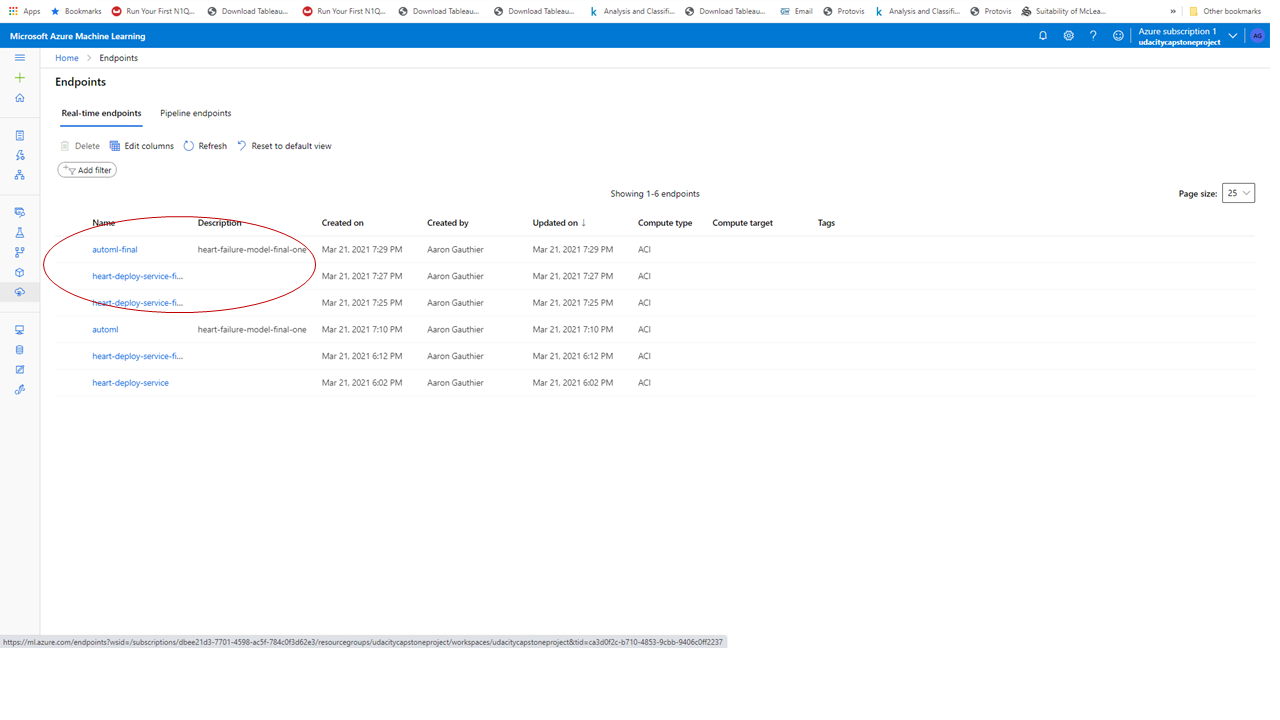 Apps Bookmarks Run Your First N1Q... Download Tableau... Run Your First N1Q... Download Tableau... Download Tableau... Analysis and Classifi... Download Tableau... Email Protovis Analysis and Classifi... Protovis Suitability of McLea... » Other bookmarks
Microsoft Azure Machine Learning
Azure subscription 1
udacitycapstoneproject
AG
Home > Endpoints
Endpoints
Real-time endpoints Pipeline endpoints
Delete Edit columns Refresh Reset to default view
Add filter
Showing 1-6 endpoints
Page size: 25
Name Description Created on Created by Updated on ↓ Compute type Compute target Tags
automl-final heart-failure-model-final-one Mar 21, 2021 7:29 PM Aaron Gauthier Mar 21, 2021 7:29 PM ACI
heart-deploy-service-fi... Mar 21, 2021 7:27 PM Aaron Gauthier Mar 21, 2021 7:27 PM ACI
heart-deploy-service-fi... Mar 21, 2021 7:25 PM Aaron Gauthier Mar 21, 2021 7:25 PM ACI
automl heart-failure-model-final-one Mar 21, 2021 7:10 PM Aaron Gauthier Mar 21, 2021 7:10 PM ACI
heart-deploy-service-fi... Mar 21, 2021 6:12 PM Aaron Gauthier Mar 21, 2021 6:12 PM ACI
heart-deploy-service Mar 21, 2021 6:02 PM Aaron Gauthier Mar 21, 2021 6:02 PM ACI
https://ml.azure.com/endpoints?wsid=/subscriptions/dbee21d3-7701-4598-ac5f-784c0f3d62e3/resourcegroups/udacitycapstoneproject/workspaces/udacitycapstoneproject&tid=ca3d0f2c-b710-4853-9cbb-9406c0ff2237